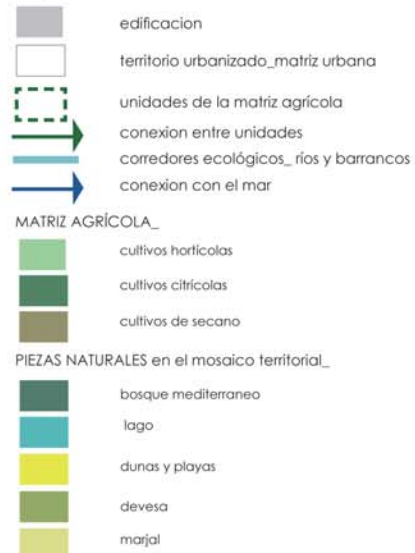 edificacion
territorio urbanizado_matriz urbana
unidades de la matriz agrícola
conexion entre unidades
corredores ecológicos_ ríos y barrancos
conexion con el mar
MATRIZ AGRÍCOLA_
cultivos hortícolas
cultivos citrícolas
cultivos de secano
PIEZAS NATURALES en el mosaico territorial_
bosque mediterraneo
lago
dunas y playas
devesa
marjal